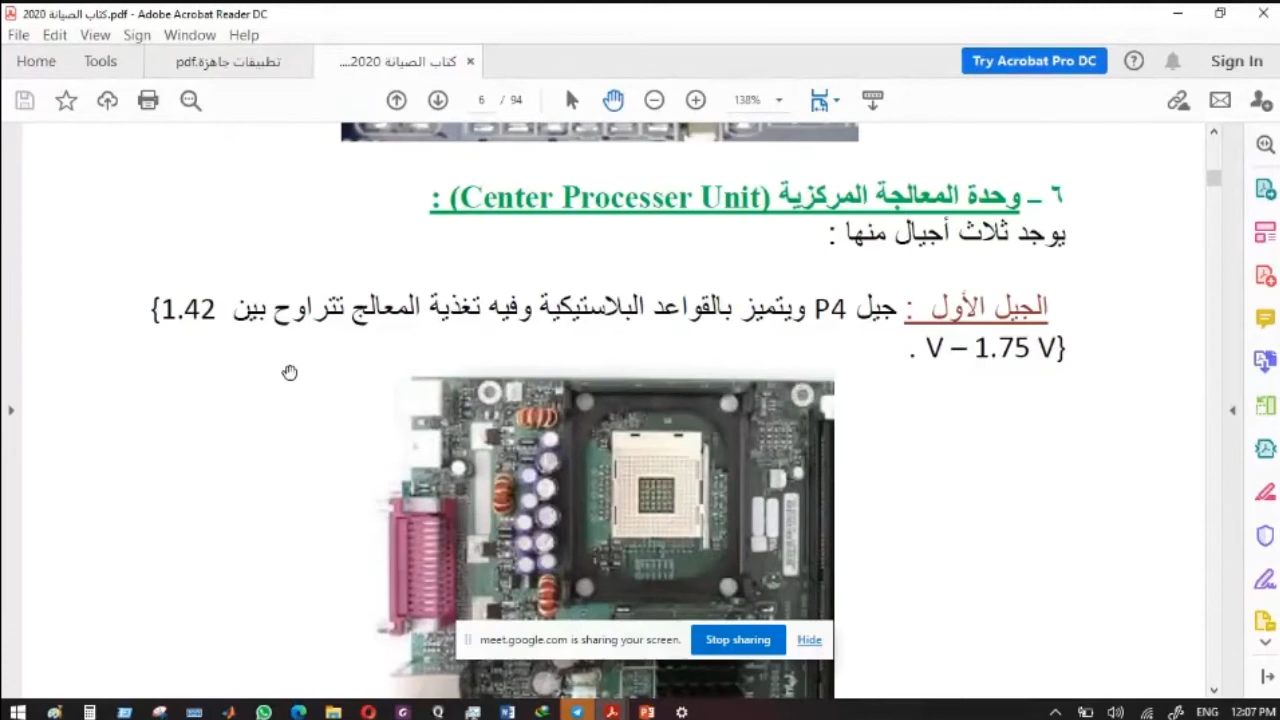 كتاب الصيانة 2020.pdf - Adobe Acrobat Reader DC
File Edit View Sign Window Help
Home Tools تطبيقات جاهزة.pdf كتاب الصيانة 2020.... × Try Acrobat Pro DC Sign In
6 / 94 138%
٦ – وحدة المعالجة المركزية (Center Processer Unit) :
يوجد ثلاث أجيال منها :
الجيل الأول : جيل P4 ويتميز بالقواعد البلاستيكية وفيه تغذية المعالج تتراوح بين {1.42
V – 1.75 V} .
meet.google.com is sharing your screen. Stop sharing Hide
ENG 12:07 PM